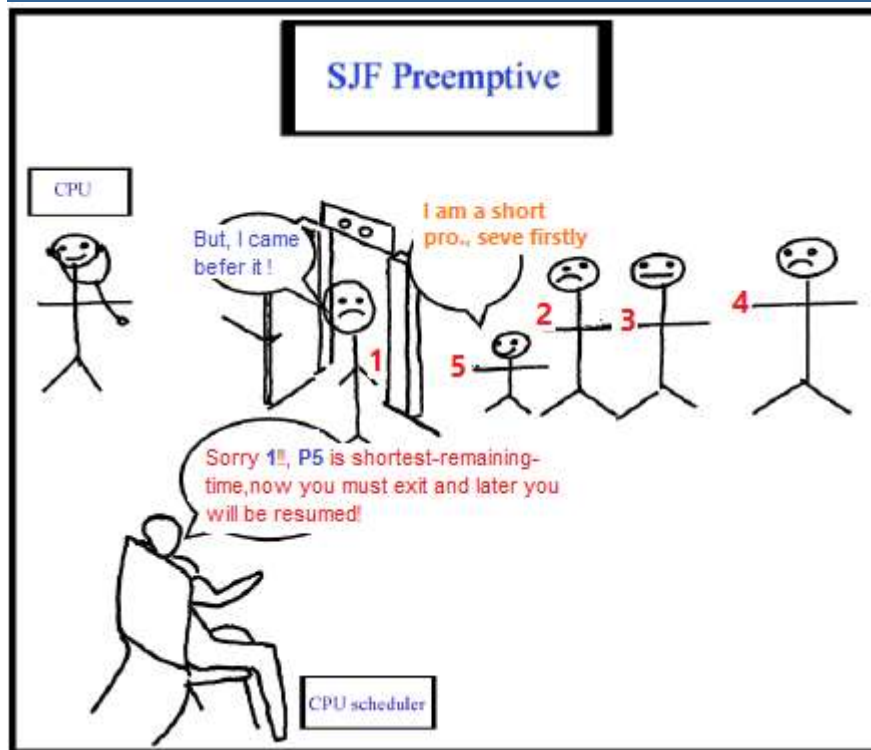 SJF Preemptive
CPU
But, I came
befer it !
I am a short
pro., seve firstly
1
5
2
3
4
Sorry 1!!, P5 is shortest-remaining-
time,now you must exit and later you
will be resumed!
CPU scheduler